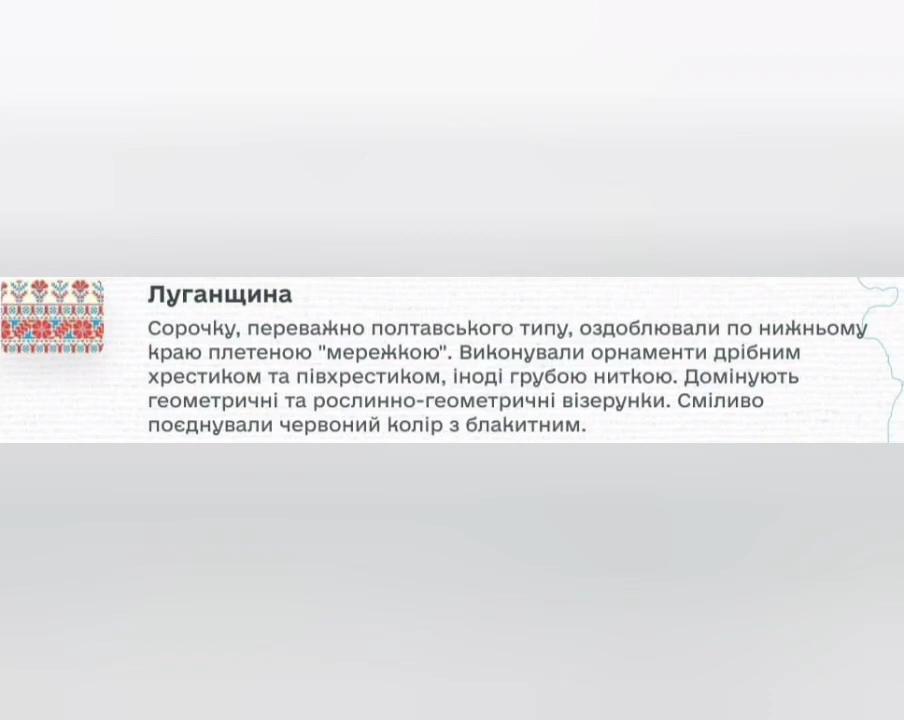 Луганщина
Сорочку, переважно полтавського типу, оздоблювали по нижньому
краю плетеною "мережкою". Виконували орнаменти дрібним
хрестиком та півхрестиком, іноді грубою ниткою. Домінують
геометричні та рослинно-геометричні візерунки. Сміливо
поєднували червоний колір з блакитним.